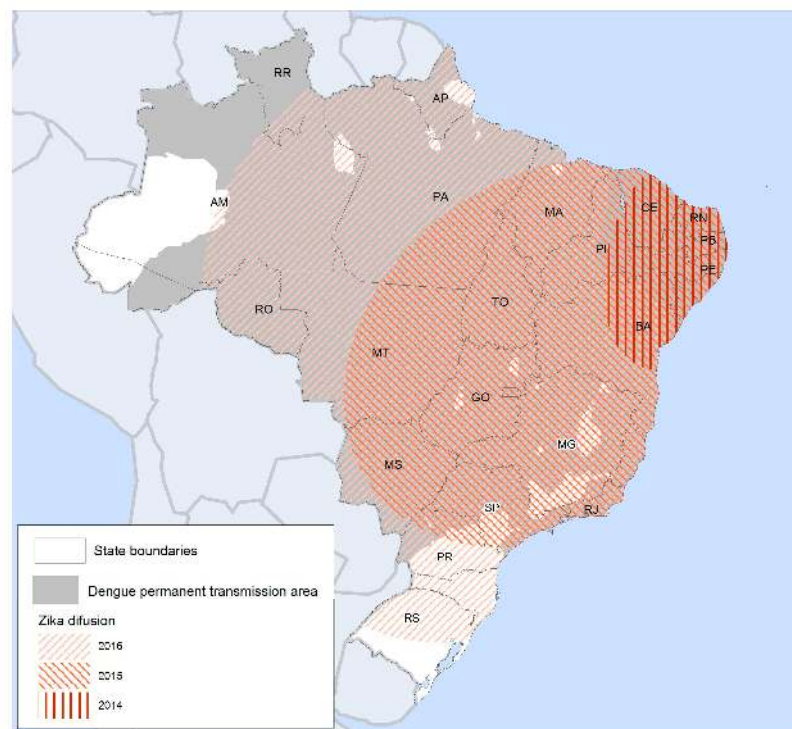 RR
AP
AM
PA
MA
CE
RN
PB
PI
PE
RO
TO
BA
MT
GO
MG
MS
SP
RJ
PR
RS
State boundaries
Dengue permanent transmission area
Zika difusion
2016
2015
2014